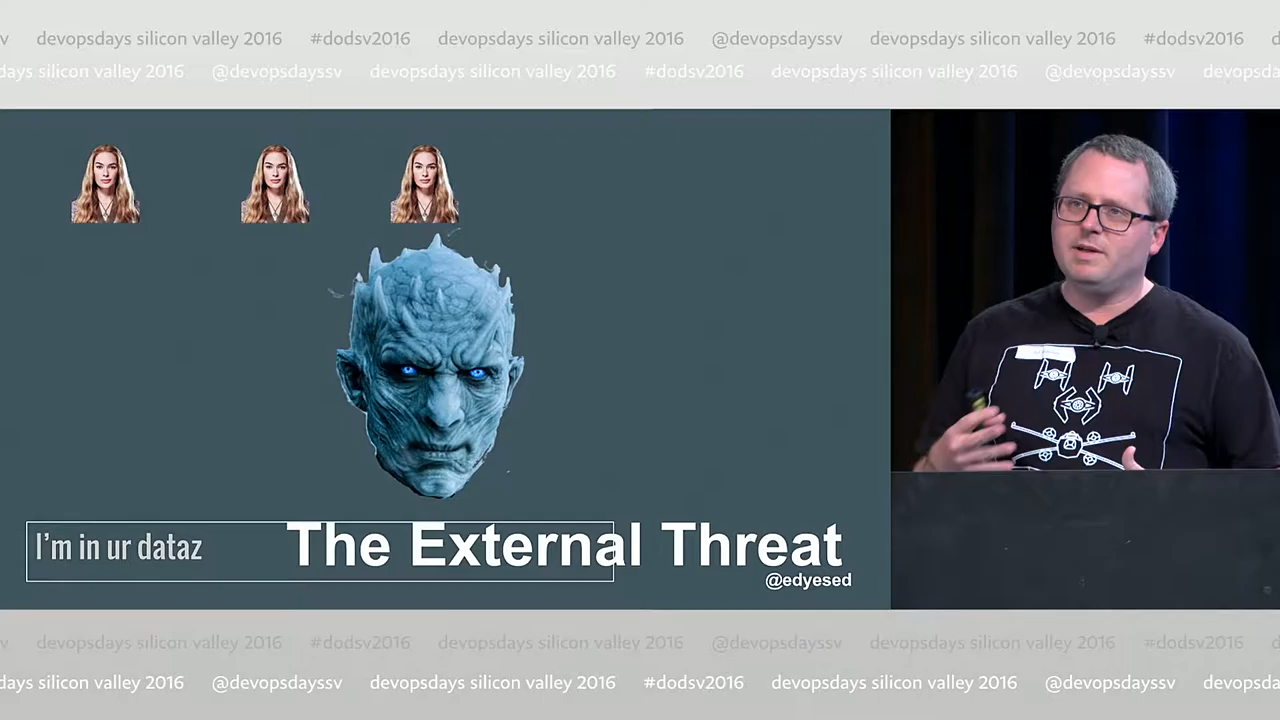 v devopsdays silicon valley 2016 #dodsv2016 devopsdays silicon valley 2016 @devopsdayssv devopsdays silicon valley 2016 #dodsv2016 d
days silicon valley 2016 @devopsdayssv devopsdays silicon valley 2016 #dodsv2016 devopsdays silicon valley 2016 @devopsdayssv devopsda
I'm in ur dataz
The External Threat
@edyesed
v devopsdays silicon valley 2016 #dodsv2016 devopsdays silicon valley 2016 @devopsdayssv devopsdays silicon valley 2016 #dodsv2016 d
days silicon valley 2016 @devopsdayssv devopsdays silicon valley 2016 #dodsv2016 devopsdays silicon valley 2016 @devopsdayssv devopsda